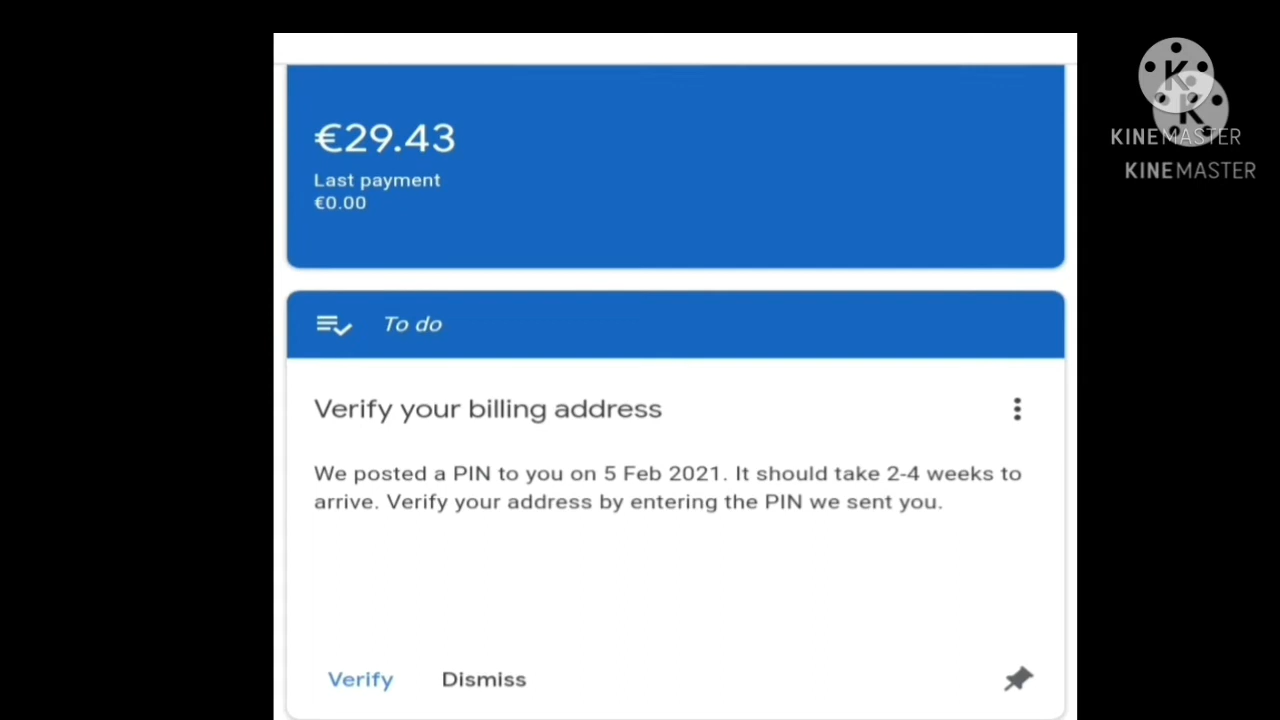 €29.43
Last payment
€0.00
To do
Verify your billing address
We posted a PIN to you on 5 Feb 2021. It should take 2-4 weeks to
arrive. Verify your address by entering the PIN we sent you.
Verify
Dismiss
K
K
KINEMASTER
KINEMASTER